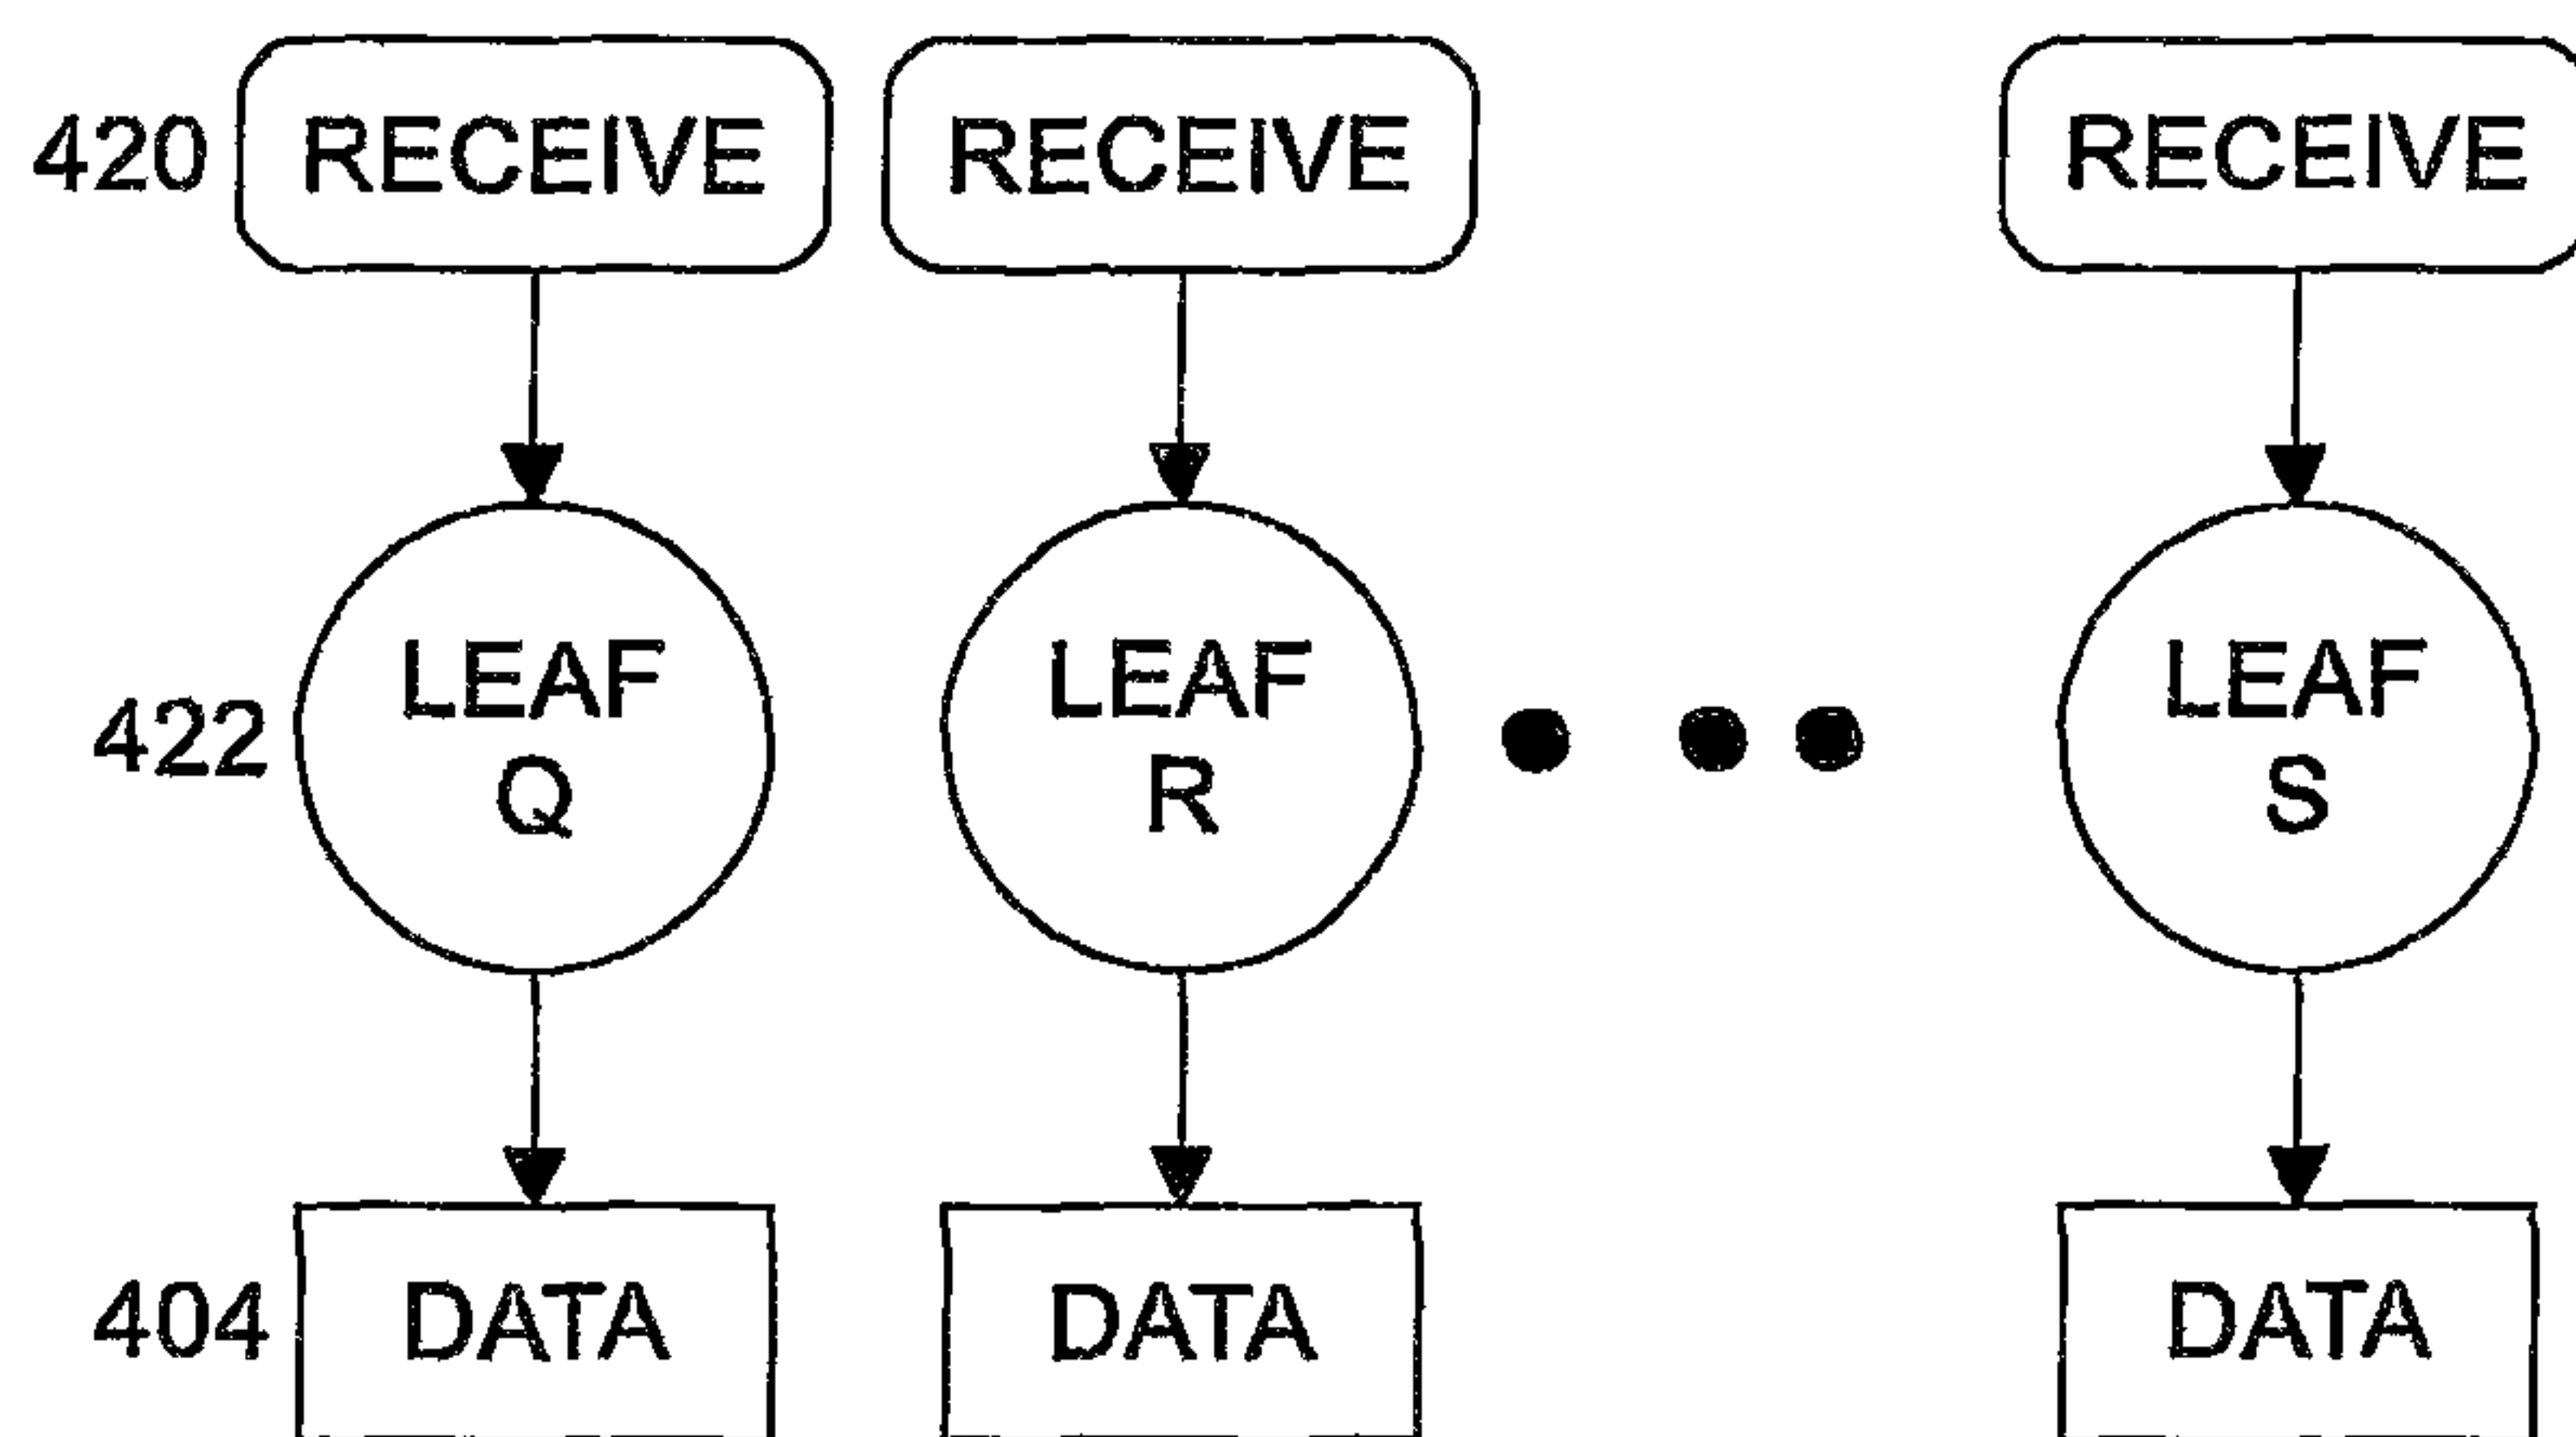 420 RECEIVE RECEIVE RECEIVE
LEAF LEAF LEAF
422
Q R S
404 DATA DATA DATA